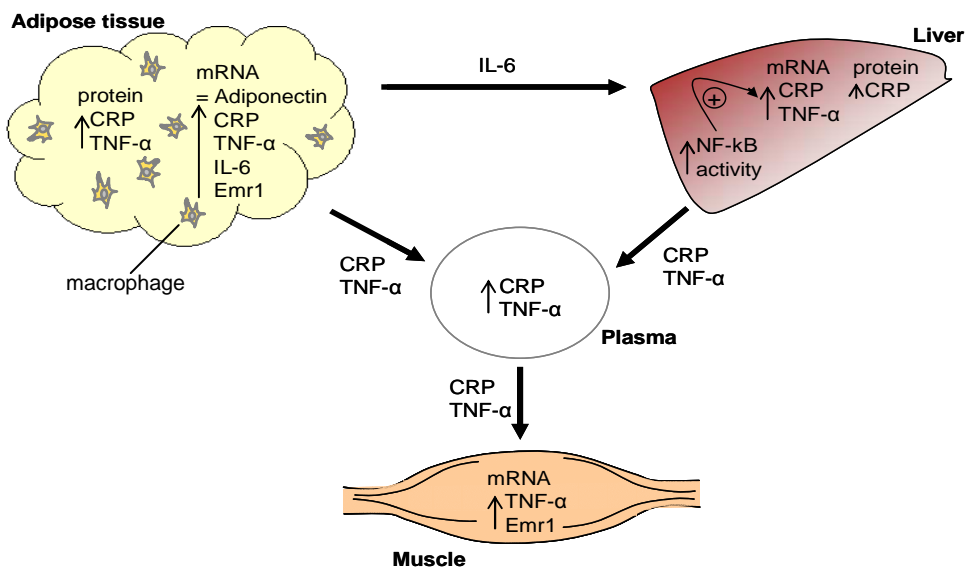 Adipose tissue
protein
↑CRP
TNF-α
mRNA
= Adiponectin
↑CRP
TNF-α
IL-6
Emr1
macrophage
IL-6
Liver
mRNA
↑CRP
TNF-α
protein
↑CRP
+
↑NF-kB
activity
CRP
TNF-α
CRP
TNF-α
↑CRP
TNF-α
Plasma
CRP
TNF-α
mRNA
↑TNF-α
Emr1
Muscle